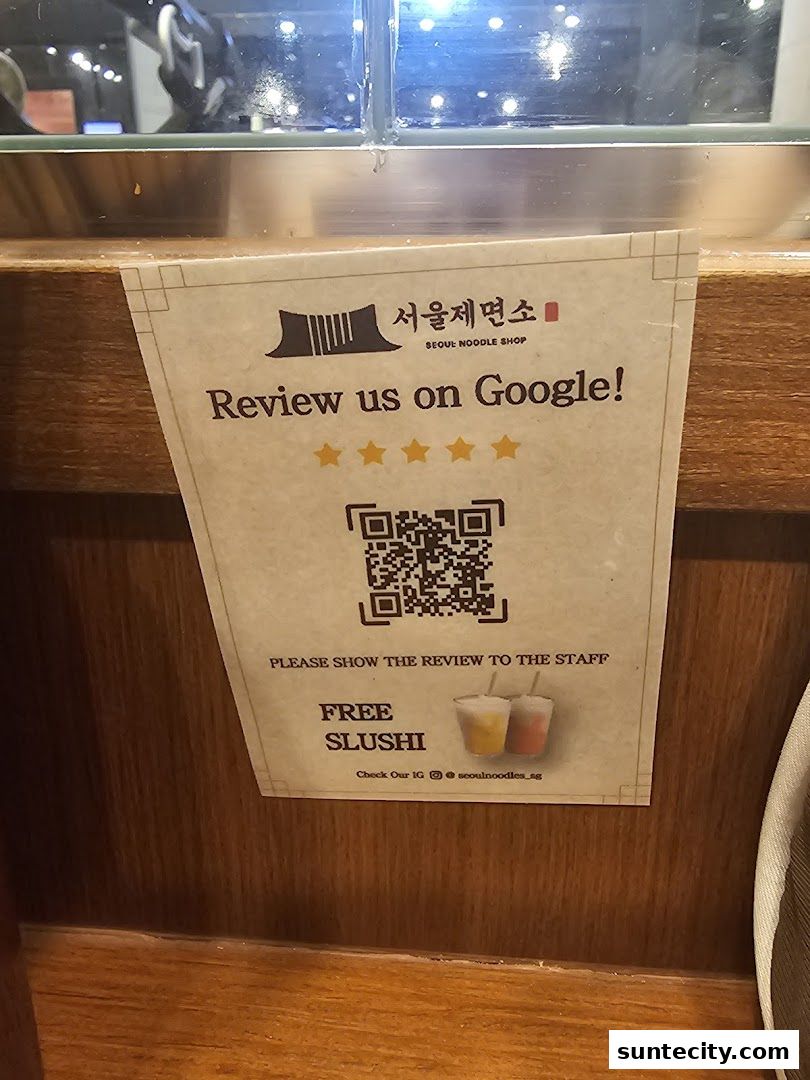 서울제면소
SEOUL NOODLE SHOP
Review us on Google!
PLEASE SHOW THE REVIEW TO THE STAFF
FREE
SLUSHI
Check Our IG @ seoulnoodles_sg
suntecity.com